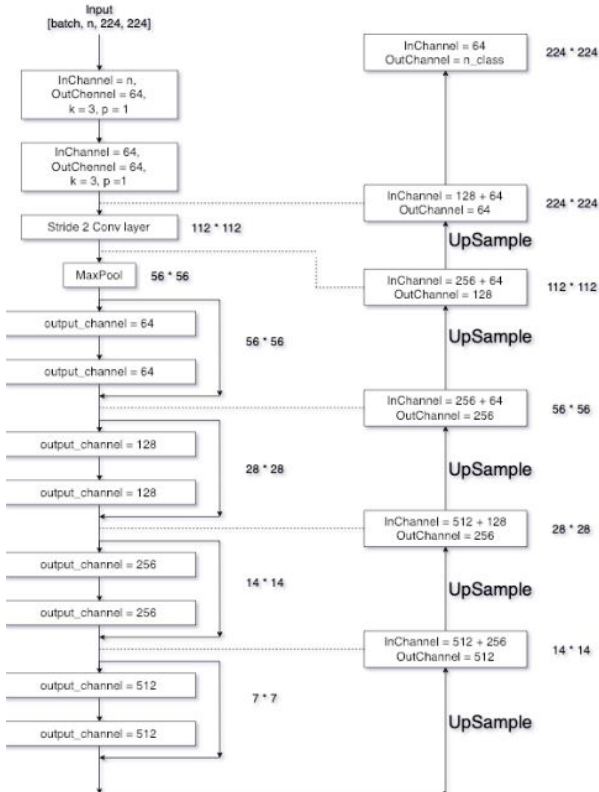 Input
[batch, n, 224, 224]
InChannel = n,
OutChennel = 64,
k = 3, p = 1
InChannel = 64,
OutChennel = 64,
k = 3, p =1
Stride 2 Conv layer
112 * 112
MaxPool
56 * 56
output_channel = 64
56 * 56
output_channel = 64
output_channel = 128
28 * 28
output_channel = 128
output_channel = 256
14 * 14
output_channel = 256
output_channel = 512
7 * 7
output_channel = 512
InChannel = 64
OutChannel = n_class
224 * 224
InChannel = 128 + 64
OutChannel = 64
224 * 224
UpSample
InChannel = 256 + 64
OutChannel = 128
112 * 112
UpSample
InChannel = 256 + 64
OutChannel = 256
56 * 56
UpSample
InChannel = 512 + 128
OutChannel = 256
28 * 28
UpSample
InChannel = 512 + 256
OutChannel = 512
14 * 14
UpSample